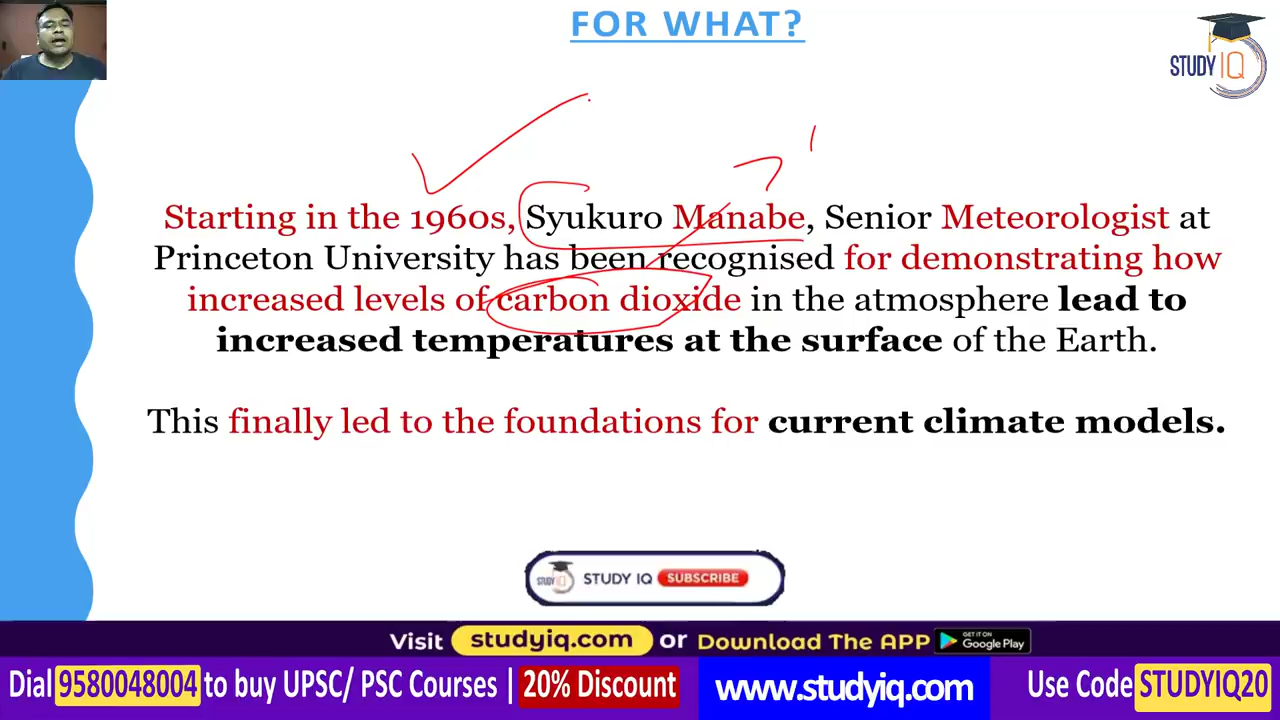 FOR WHAT?
STUDY IQ
Starting in the 1960s, Syukuro Manabe, Senior Meteorologist at
Princeton University has been recognised for demonstrating how
increased levels of carbon dioxide in the atmosphere lead to
increased temperatures at the surface of the Earth.
This finally led to the foundations for current climate models.
STUDY IQ STUDY IQ SUBSCRIBE
Visit studyiq.com or Download The APP GET IT ON Google Play
Dial 9580048004 to buy UPSC/ PSC Courses | 20% Discount www.studyiq.com Use Code STUDYIQ20